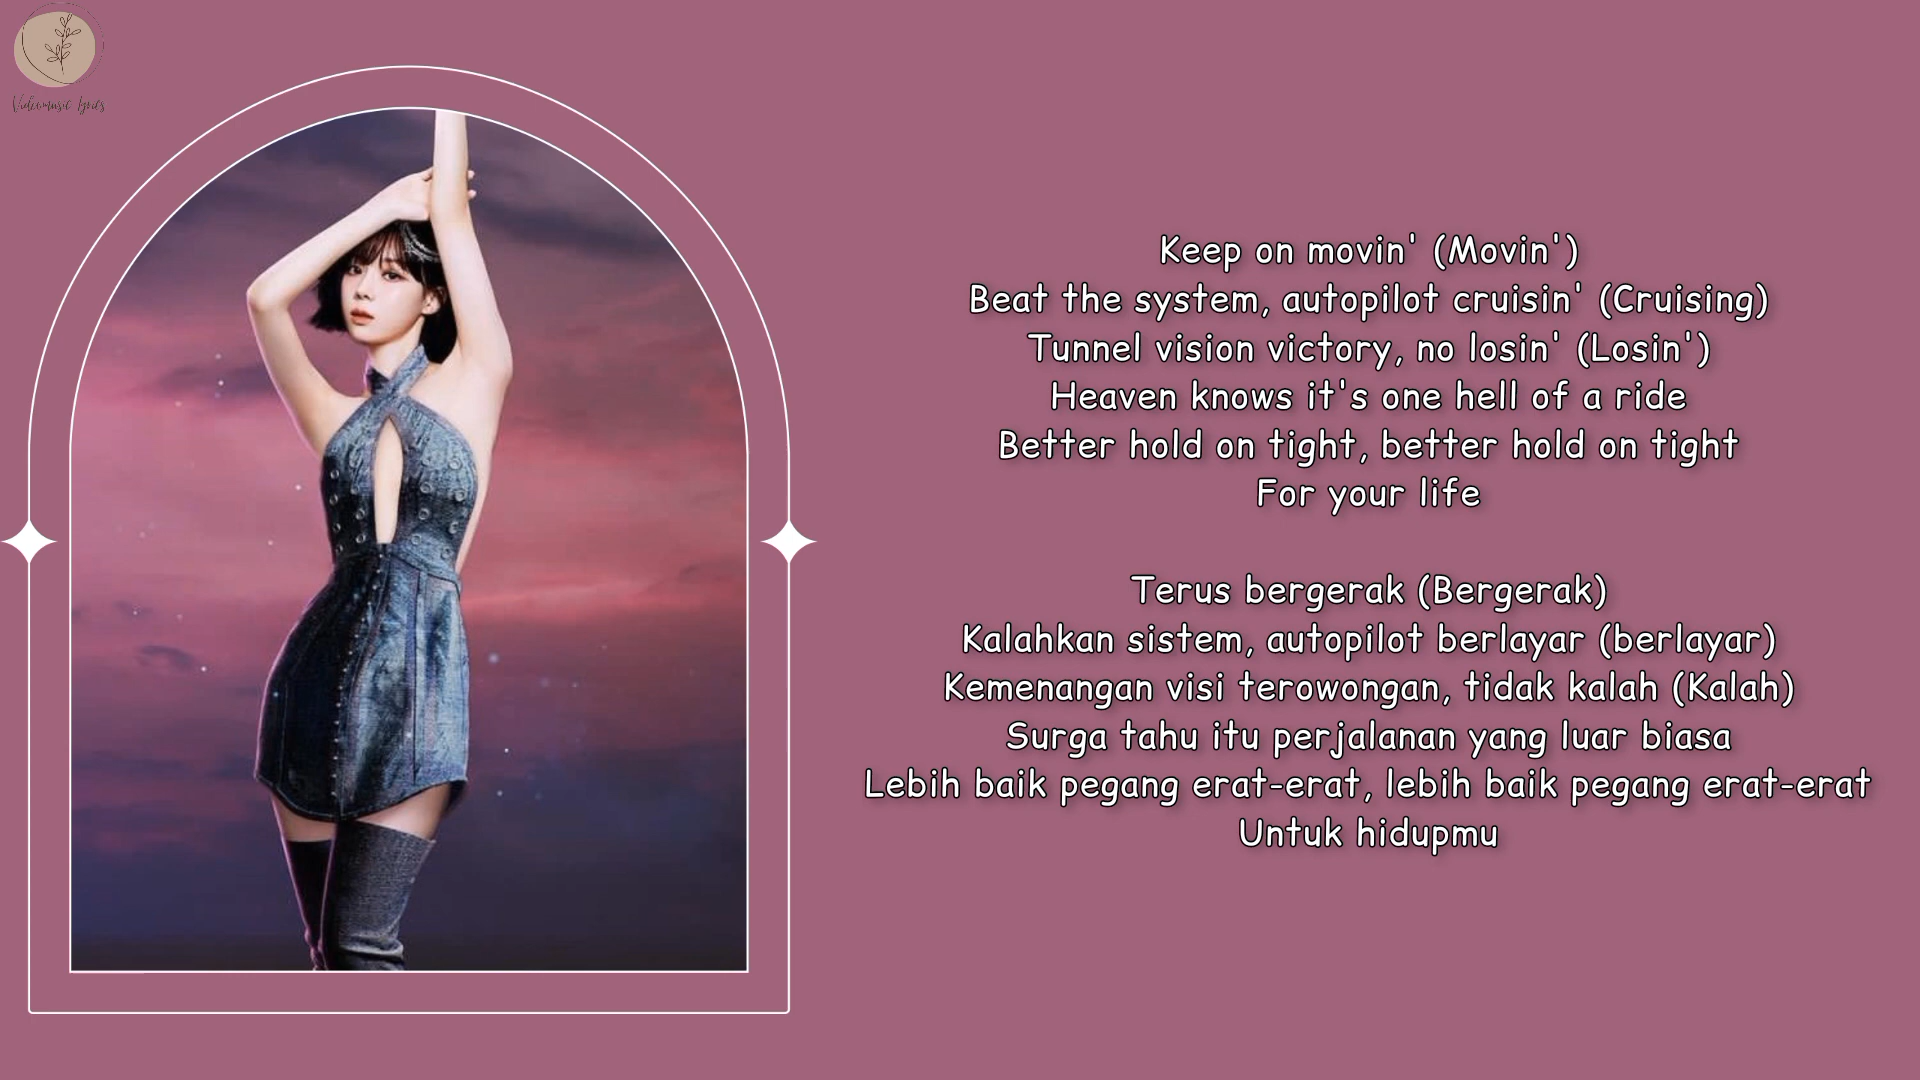 Videomusic lyrics
Keep on movin' (Movin')
Beat the system, autopilot cruisin' (Cruising)
Tunnel vision victory, no losin' (Losin')
Heaven knows it's one hell of a ride
Better hold on tight, better hold on tight
For your life
Terus bergerak (Bergerak)
Kalahkan sistem, autopilot berlayar (berlayar)
Kemenangan visi terowongan, tidak kalah (Kalah)
Surga tahu itu perjalanan yang luar biasa
Lebih baik pegang erat-erat, lebih baik pegang erat-erat
Untuk hidupmu